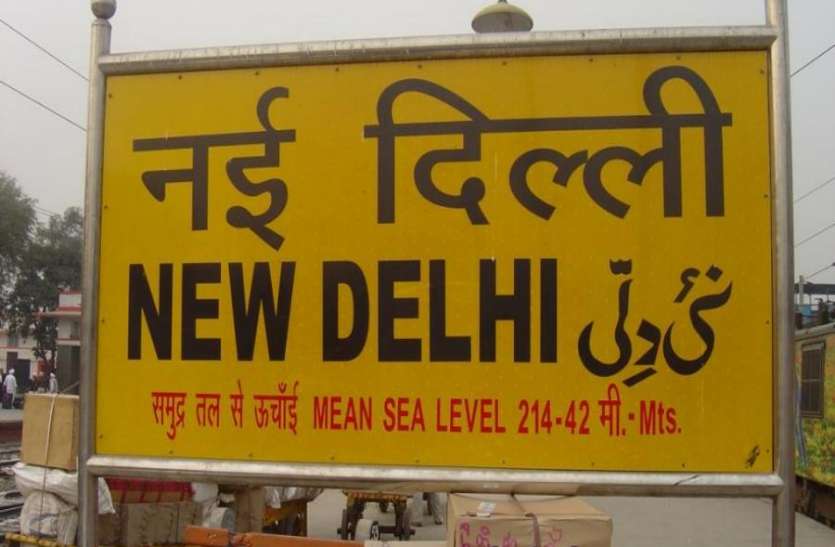 नई दिल्ली
NEW DELHI نئی دلّی
समुद्र तल से ऊचाँई MEAN SEA LEVEL 214-42 मी.-Mts.